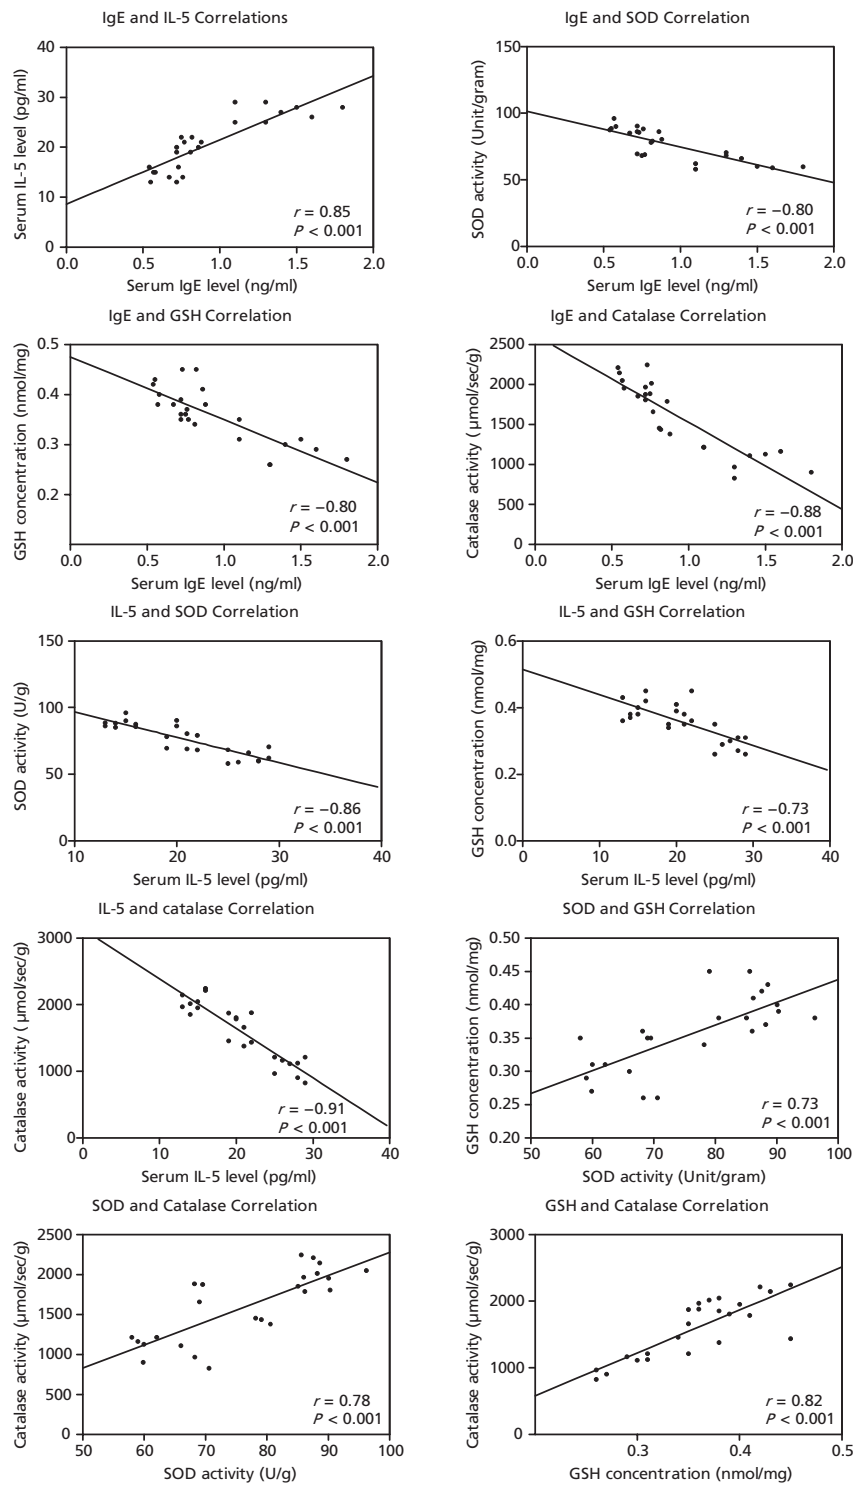 IgE and IL-5 Correlations
Serum IL-5 level (pg/ml)
40
30
20
10
0
r = 0.85
P < 0.001
0.0 0.5 1.0 1.5 2.0
Serum IgE level (ng/ml)
IgE and SOD Correlation
SOD activity (Unit/gram)
150
100
50
0
r = −0.80
P < 0.001
0.0 0.5 1.0 1.5 2.0
Serum IgE level (ng/ml)
IgE and GSH Correlation
GSH concentration (nmol/mg)
0.5
0.4
0.3
0.2
r = −0.80
P < 0.001
0.0 0.5 1.0 1.5 2.0
Serum IgE level (ng/ml)
IgE and Catalase Correlation
Catalase activity ( µmol/sec/g)
2500
2000
1500
1000
500
0
r = −0.88
P < 0.001
0.0 0.5 1.0 1.5 2.0
Serum IgE level (ng/ml)
IL-5 and SOD Correlation
SOD activity (U/g)
150
100
50
0
r = −0.86
P < 0.001
10 20 30 40
Serum IL-5 level (pg/ml)
IL-5 and GSH Correlation
GSH concentration (nmol/mg)
0.6
0.4
0.2
0.0
r = −0.73
P < 0.001
0 10 20 30 40
Serum IL-5 level (pg/ml)
IL-5 and catalase Correlation
Catalase activity ( µmol/sec/g)
3000
2000
1000
0
r = −0.91
P < 0.001
0 10 20 30 40
Serum IL-5 level (pg/ml)
SOD and GSH Correlation
GSH concentration (nmol/mg)
0.50
0.45
0.40
0.35
0.30
0.25
0.20
r = 0.73
P < 0.001
50 60 70 80 90 100
SOD activity (Unit/gram)
SOD and Catalase Correlation
Catalase activity (µmol/sec/g)
2500
2000
1500
1000
500
0
r = 0.78
P < 0.001
50 60 70 80 90 100
SOD activity (U/g)
GSH and Catalase Correlation
Catalase activity (µmol/sec/g)
3000
2000
1000
0
r = 0.82
P < 0.001
0.3 0.4 0.5
GSH concentration (nmol/mg)